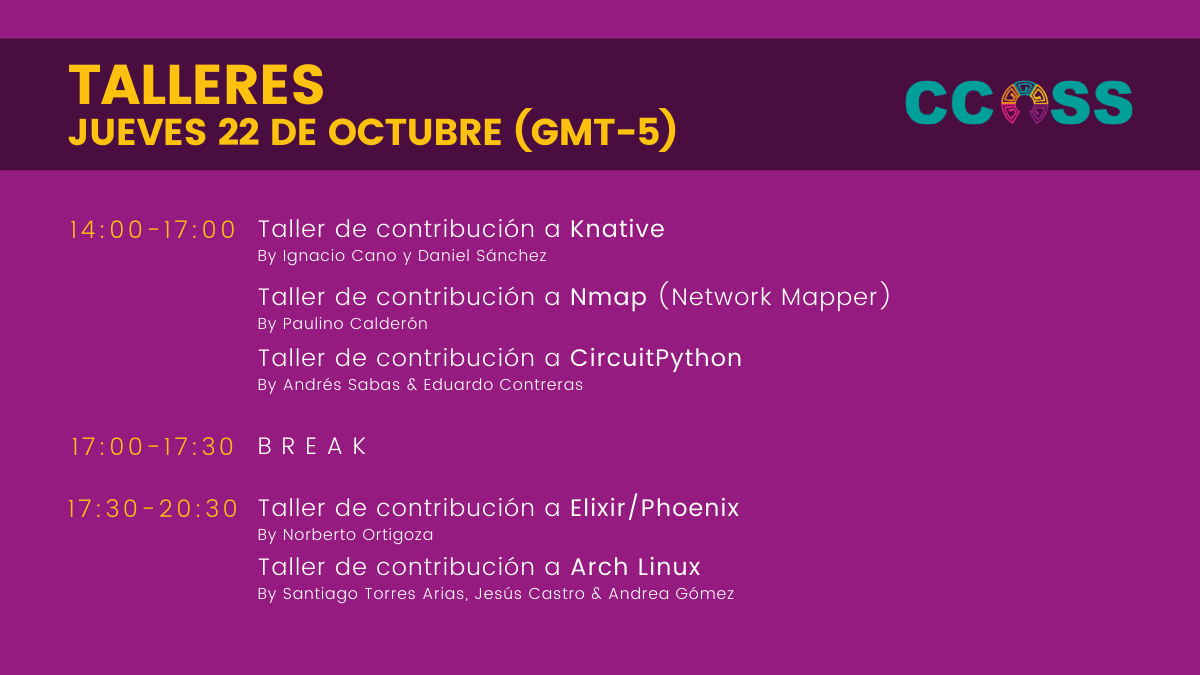 TALLERES
JUEVES 22 DE OCTUBRE (GMT-5)
CCOSS
14:00-17:00 Taller de contribución a Knative
By Ignacio Cano y Daniel Sánchez
Taller de contribución a Nmap (Network Mapper)
By Paulino Calderón
Taller de contribución a CircuitPython
By Andrés Sabas & Eduardo Contreras
17:00-17:30 BREAK
17:30-20:30 Taller de contribución a Elixir/Phoenix
By Norberto Ortigoza
Taller de contribución a Arch Linux
By Santiago Torres Arias, Jesús Castro & Andrea Gómez